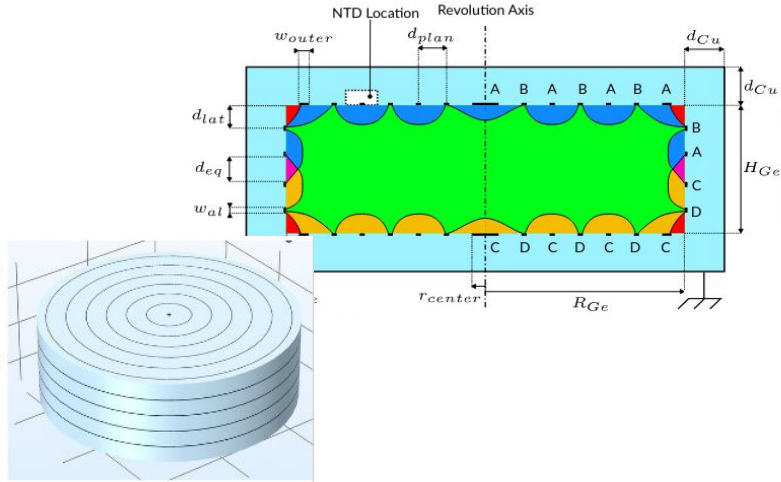 NTD Location
Revolution Axis
w_outer
d_plan
d_Cu
A B A B A B A
d_Cu
d_lat
B
A
d_eq
H_Ge
C
w_al
D
C D C D C D C
r_center
R_Ge